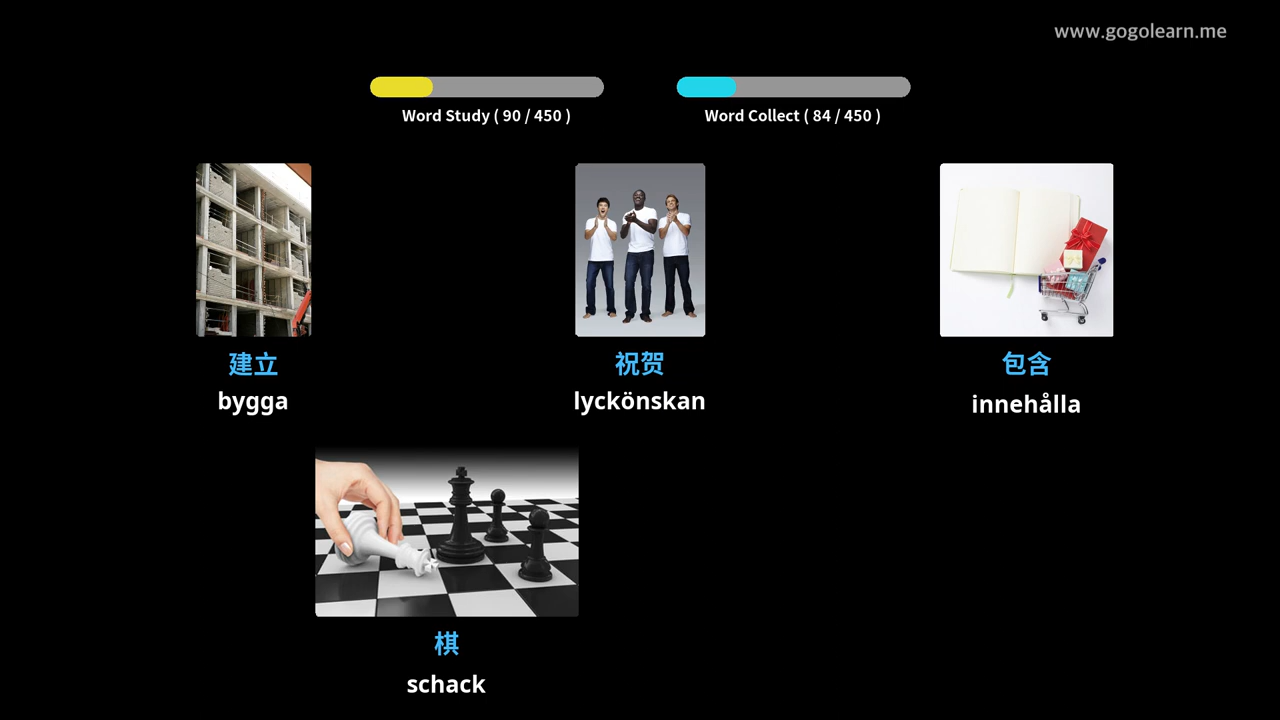 www.gogolearn.me
Word Study ( 90 / 450 )
Word Collect ( 84 / 450 )
建立
bygga
祝贺
lyckönskan
包含
innehålla
棋
schack